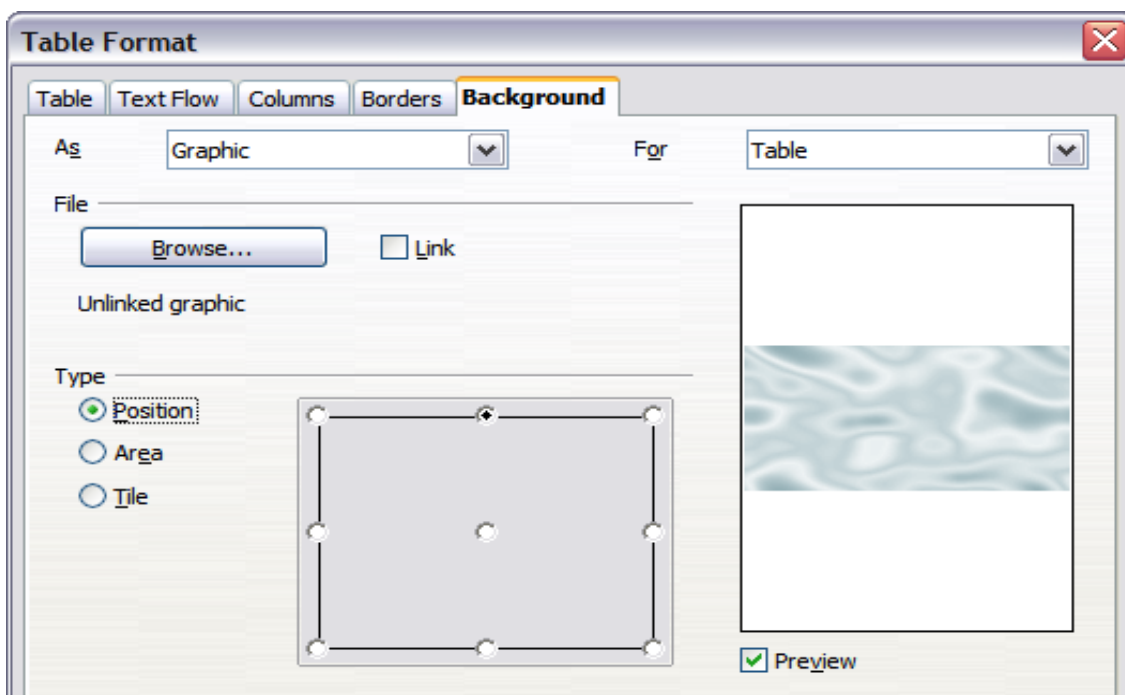 Table Format
Table Text Flow Columns Borders Background
As Graphic For Table
File
Browse... Link
Unlinked graphic
Type
Position
Area
Tile
Preview